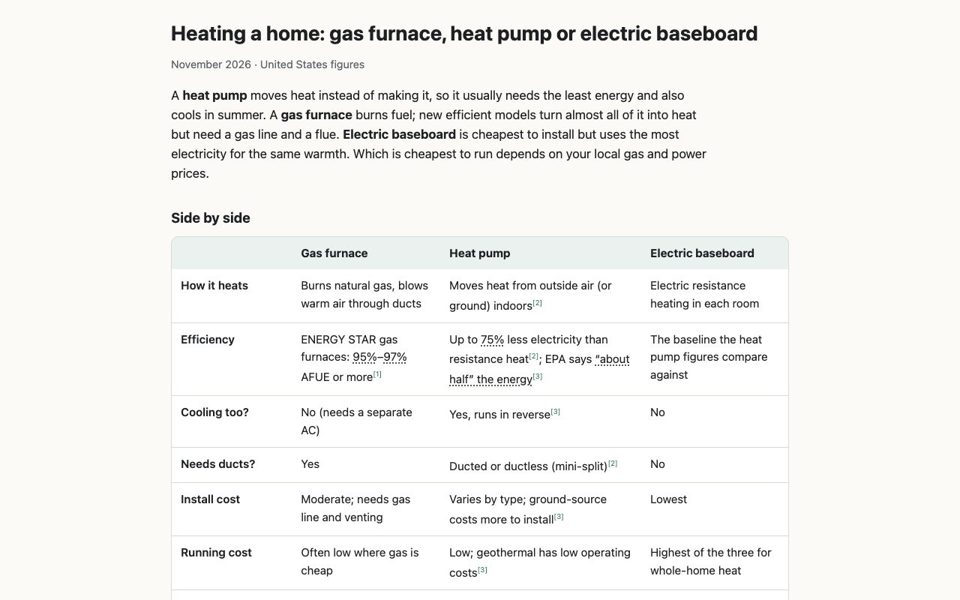 Heating a home: gas furnace, heat pump or electric baseboard
November 2026 · United States figures
A heat pump moves heat instead of making it, so it usually needs the least energy and also
cools in summer. A gas furnace burns fuel; new efficient models turn almost all of it into heat
but need a gas line and a flue. Electric baseboard is cheapest to install but uses the most
electricity for the same warmth. Which is cheapest to run depends on your local gas and power
prices.
Side by side
Gas furnace
Heat pump
Electric baseboard
How it heats
Burns natural gas, blows
warm air through ducts
Moves heat from outside air (or
ground) indoors[2]
Electric resistance
heating in each room
Efficiency
ENERGY STAR gas
furnaces: 95%–97%
AFUE or more[1]
Up to 75% less electricity than
resistance heat[2]; EPA says “about
half” the energy[3]
The baseline the heat
pump figures compare
against
Cooling too?
No (needs a separate
AC)
Yes, runs in reverse[3]
No
Needs ducts?
Yes
Ducted or ductless (mini-split)[2]
No
Install cost
Moderate; needs gas
line and venting
Varies by type; ground-source
costs more to install[3]
Lowest
Running cost
Often low where gas is
cheap
Low; geothermal has low operating
costs[3]
Highest of the three for
whole-home heat